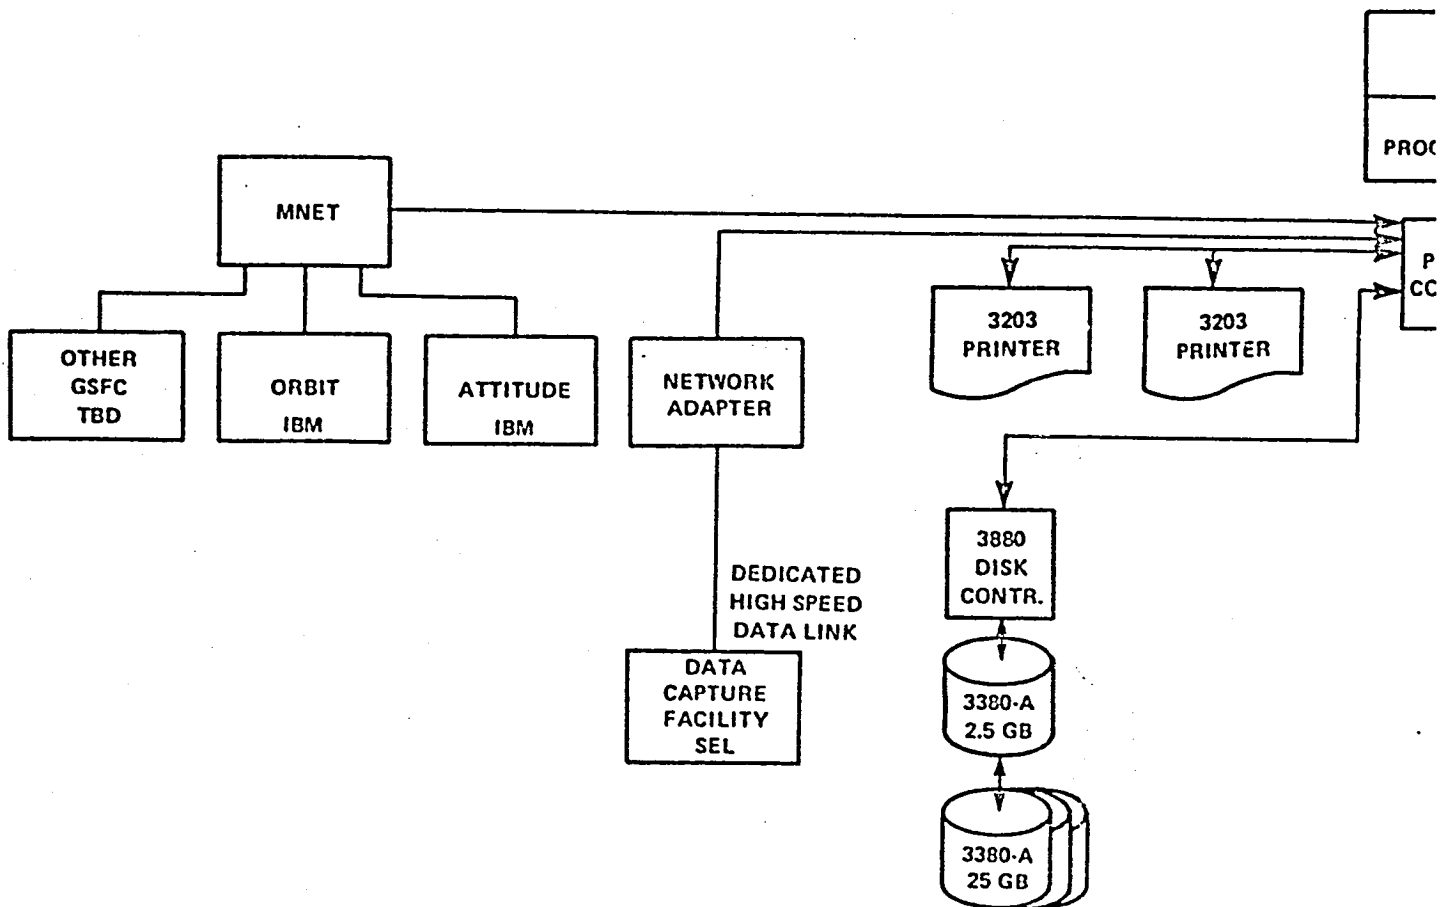 MNET
OTHER
GSFC
TBD
ORBIT
IBM
ATTITUDE
IBM
NETWORK
ADAPTER
3203
PRINTER
3203
PRINTER
DEDICATED
HIGH SPEED
DATA LINK
DATA
CAPTURE
FACILITY
SEL
3880
DISK
CONTR.
3380-A
2.5 GB
3380-A
25 GB